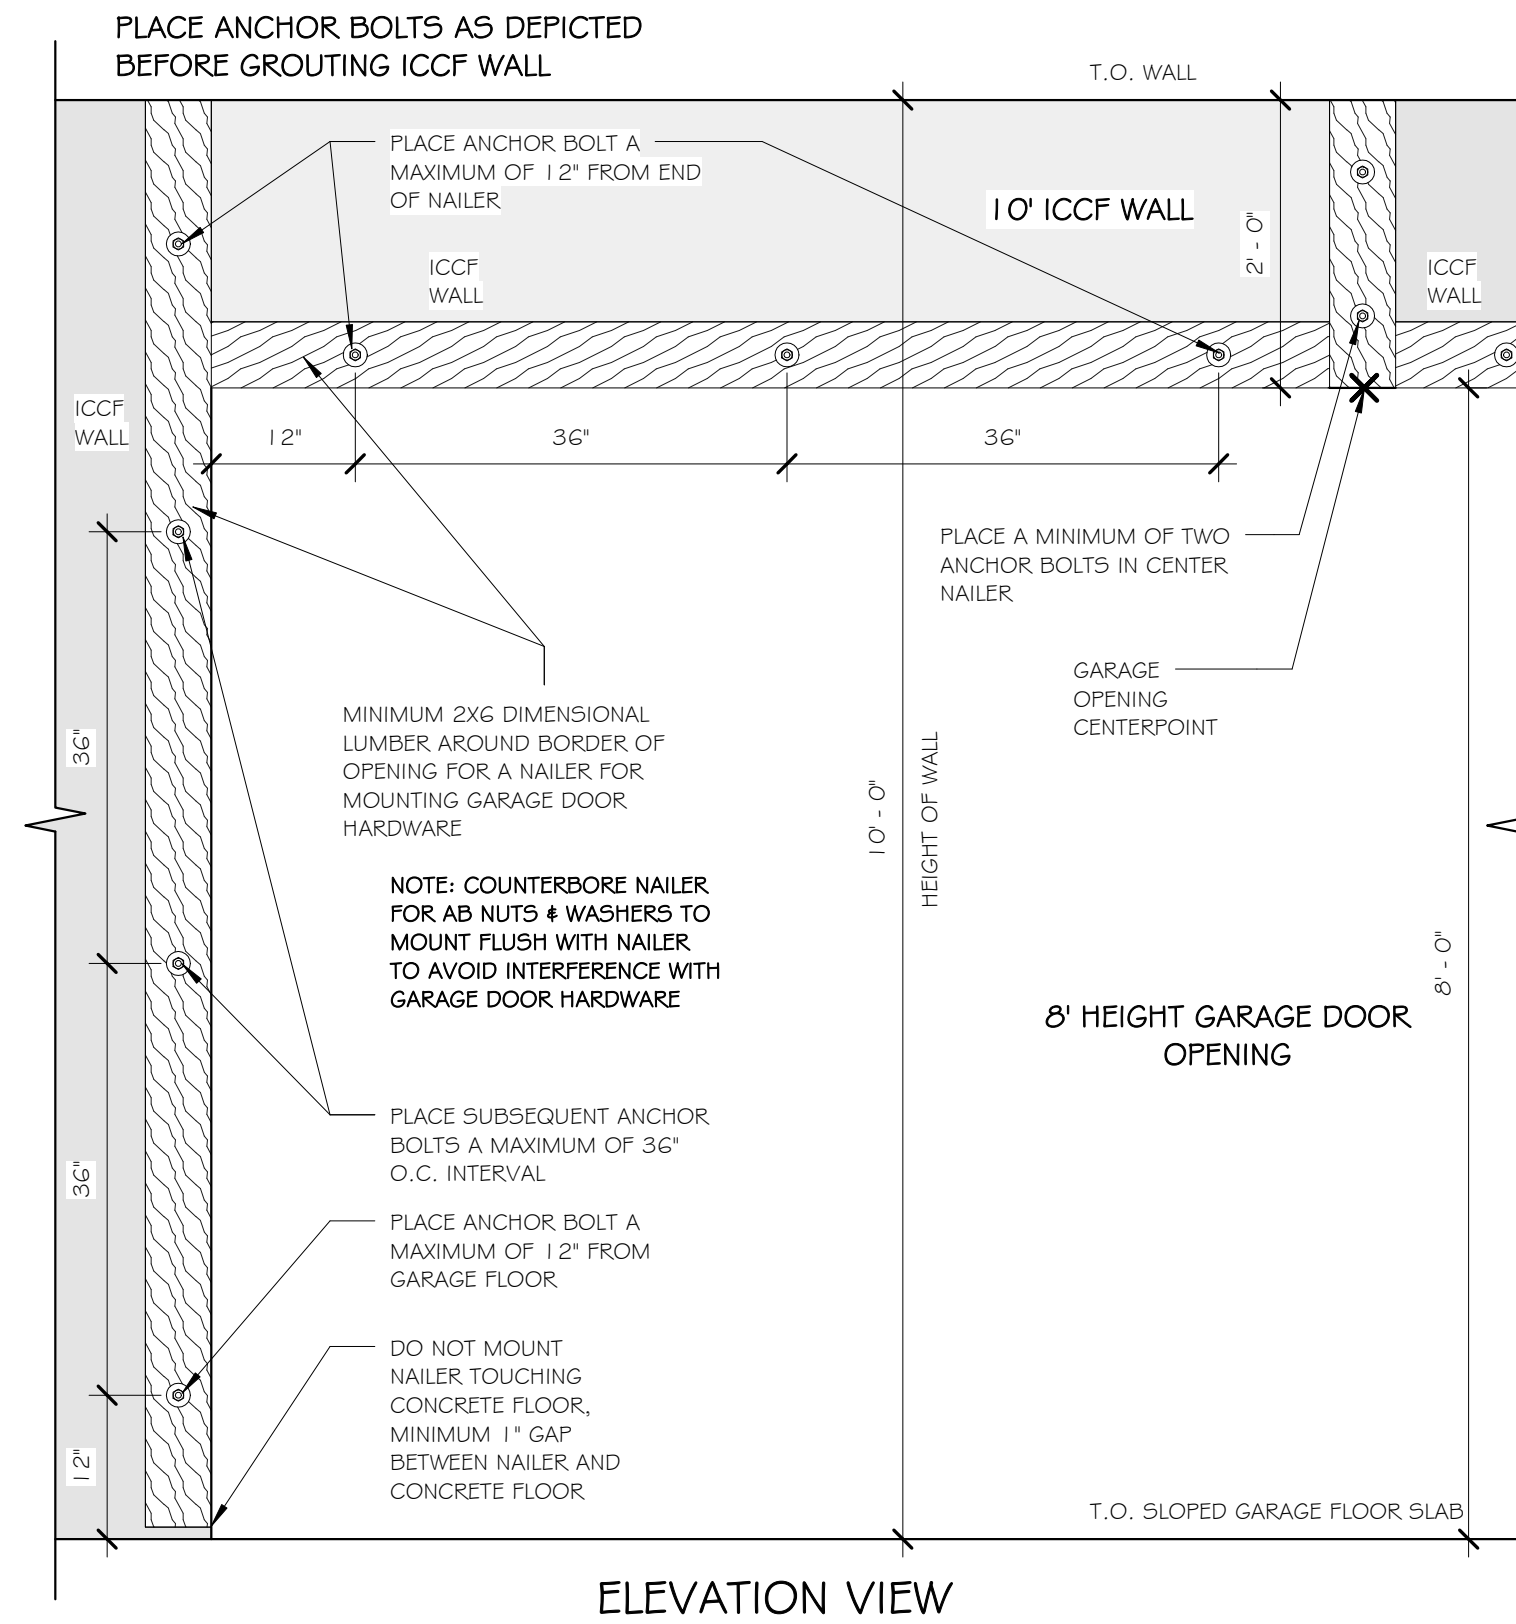 PLACE ANCHOR BOLTS AS DEPICTED
BEFORE GROUTING ICCF WALL
T.O. WALL
PLACE ANCHOR BOLT A
MAXIMUM OF 12" FROM END
OF NAILER
10' ICCF WALL
2' - 0"
ICCF
WALL
ICCF
WALL
ICCF
WALL
12"
36"
36"
PLACE A MINIMUM OF TWO
ANCHOR BOLTS IN CENTER
NAILER
GARAGE
OPENING
CENTERPOINT
MINIMUM 2X6 DIMENSIONAL
LUMBER AROUND BORDER OF
OPENING FOR A NAILER FOR
MOUNTING GARAGE DOOR
HARDWARE
36"
10' - 0"
HEIGHT OF WALL
NOTE: COUNTERBORE NAILER
FOR AB NUTS & WASHERS TO
MOUNT FLUSH WITH NAILER
TO AVOID INTERFERENCE WITH
GARAGE DOOR HARDWARE
8' - 0"
8' HEIGHT GARAGE DOOR
OPENING
PLACE SUBSEQUENT ANCHOR
BOLTS A MAXIMUM OF 36"
O.C. INTERVAL
36"
PLACE ANCHOR BOLT A
MAXIMUM OF 12" FROM
GARAGE FLOOR
DO NOT MOUNT
NAILER TOUCHING
CONCRETE FLOOR,
MINIMUM 1" GAP
BETWEEN NAILER AND
CONCRETE FLOOR
12"
T.O. SLOPED GARAGE FLOOR SLAB
ELEVATION VIEW